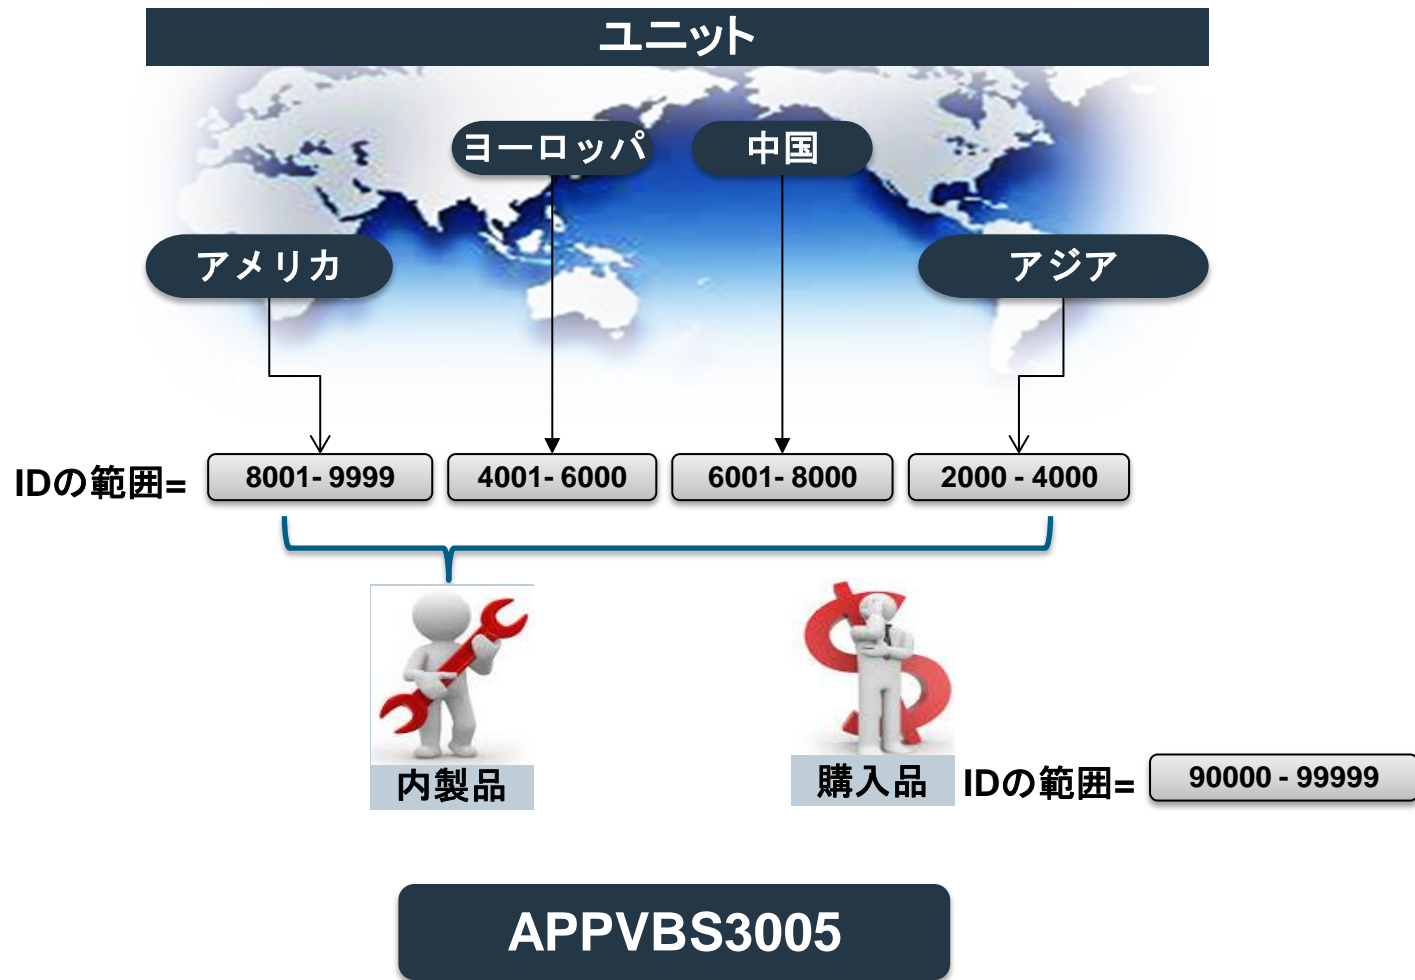 ユニット
ヨーロッパ
中国
アメリカ
アジア
IDの範囲=
8001- 9999
4001- 6000
6001- 8000
2000 - 4000
内製品
購入品
IDの範囲=
90000 - 99999
APPVBS3005